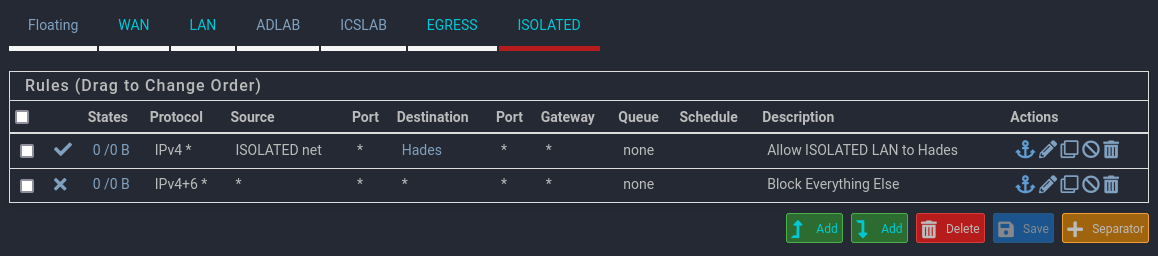 Floating WAN LAN ADLAB ICSLAB EGRESS ISOLATED
Rules (Drag to Change Order)
States Protocol Source Port Destination Port Gateway Queue Schedule Description Actions
0 /0 B IPv4 * ISOLATED net * Hades * * none Allow ISOLATED LAN to Hades
0 /0 B IPv4+6 * * * * * * none Block Everything Else
Add Add Delete Save Separator